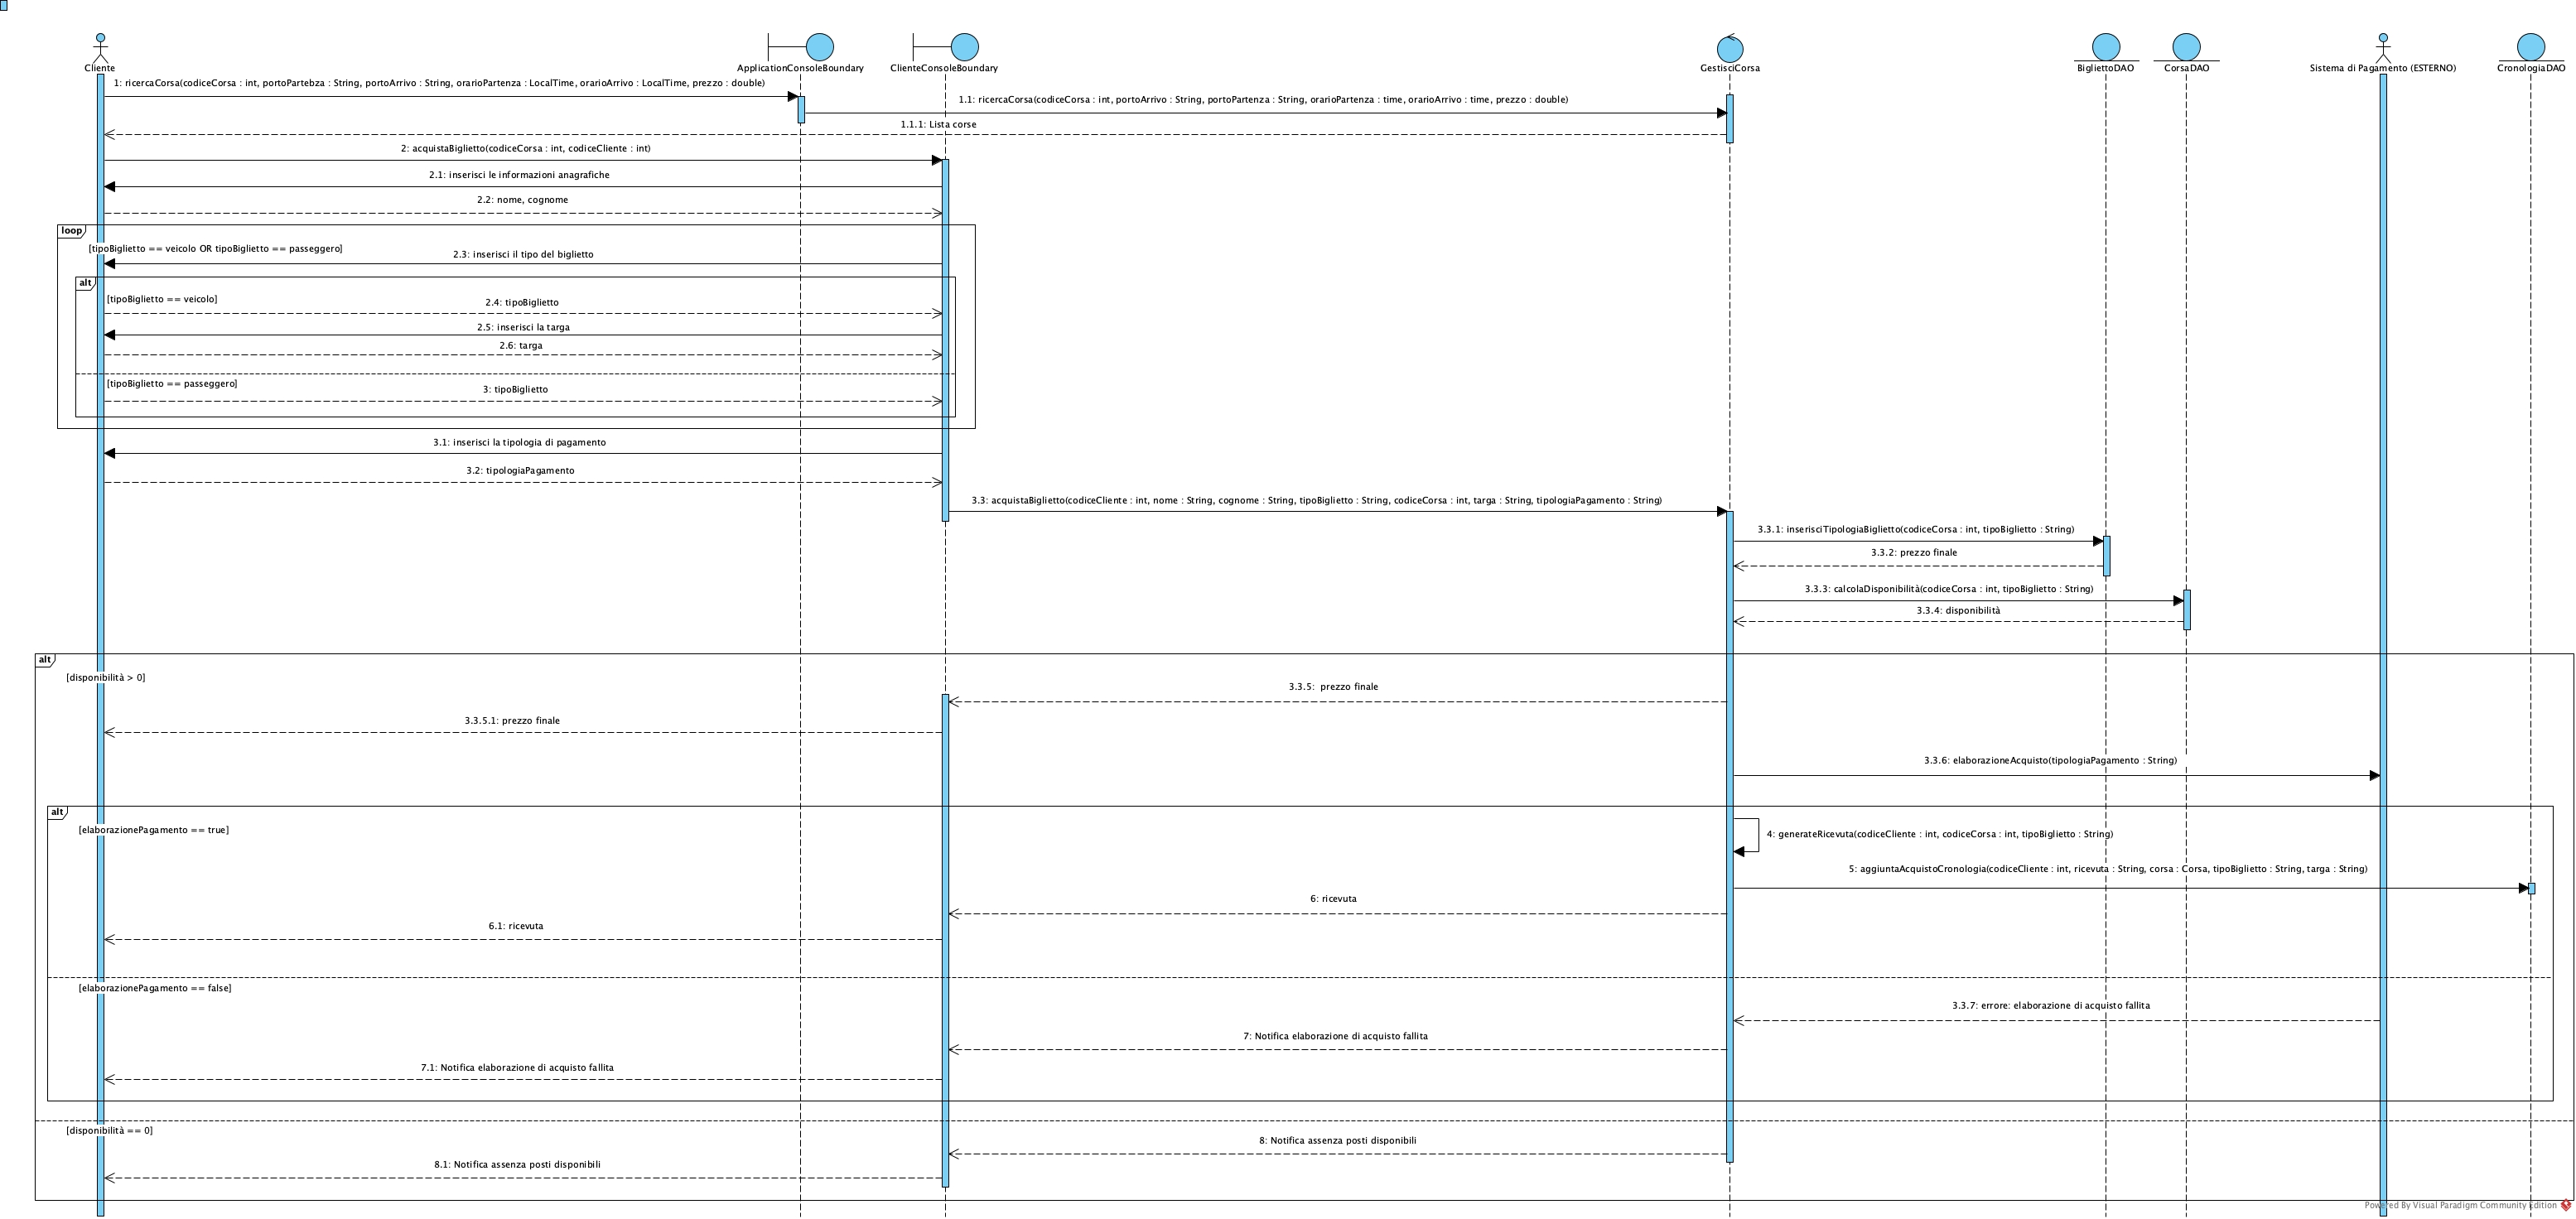 Cliente
ApplicationConsoleBoundary
ClienteConsoleBoundary
GestisciCorsa
BigliettoDAO
CorsaDAO
Sistema di Pagamento (ESTERNO)
CronologiaDAO
1: ricercaCorsa(codiceCorsa : int, portoPartebza : String, portoArrivo : String, orarioPartenza : LocalTime, orarioArrivo : LocalTime, prezzo : double)
1.1: ricercaCorsa(codiceCorsa : int, portoArrivo : String, portoPartenza : String, orarioPartenza : time, orarioArrivo : time, prezzo : double)
1.1.1: Lista corse
2: acquistaBiglietto(codiceCorsa : int, codiceCliente : int)
2.1: inserisci le informazioni anagrafiche
2.2: nome, cognome
loop
[tipoBiglietto == veicolo OR tipoBiglietto == passeggero]
2.3: inserisci il tipo del biglietto
alt
[tipoBiglietto == veicolo]
2.4: tipoBiglietto
2.5: inserisci la targa
2.6: targa
[tipoBiglietto == passeggero]
3: tipoBiglietto
3.1: inserisci la tipologia di pagamento
3.2: tipologiaPagamento
3.3: acquistaBiglietto(codiceCliente : int, nome : String, cognome : String, tipoBiglietto : String, codiceCorsa : int, targa : String, tipologiaPagamento : String)
3.3.1: inserisciTipologiaBiglietto(codiceCorsa : int, tipoBiglietto : String)
3.3.2: prezzo finale
3.3.3: calcolaDisponibilità(codiceCorsa : int, tipoBiglietto : String)
3.3.4: disponibilità
alt
[disponibilità > 0]
3.3.5:  prezzo finale
3.3.5.1: prezzo finale
3.3.6: elaborazioneAcquisto(tipologiaPagamento : String)
alt
[elaborazionePagamento == true]
4: generateRicevuta(codiceCliente : int, codiceCorsa : int, tipoBiglietto : String)
5: aggiuntaAcquistoCronologia(codiceCliente : int, ricevuta : String, corsa : Corsa, tipoBiglietto : String, targa : String)
6: ricevuta
6.1: ricevuta
[elaborazionePagamento == false]
3.3.7: errore: elaborazione di acquisto fallita
7: Notifica elaborazione di acquisto fallita
7.1: Notifica elaborazione di acquisto fallita
[disponibilità == 0]
8: Notifica assenza posti disponibili
8.1: Notifica assenza posti disponibili
Powered By Visual Paradigm Community Edition